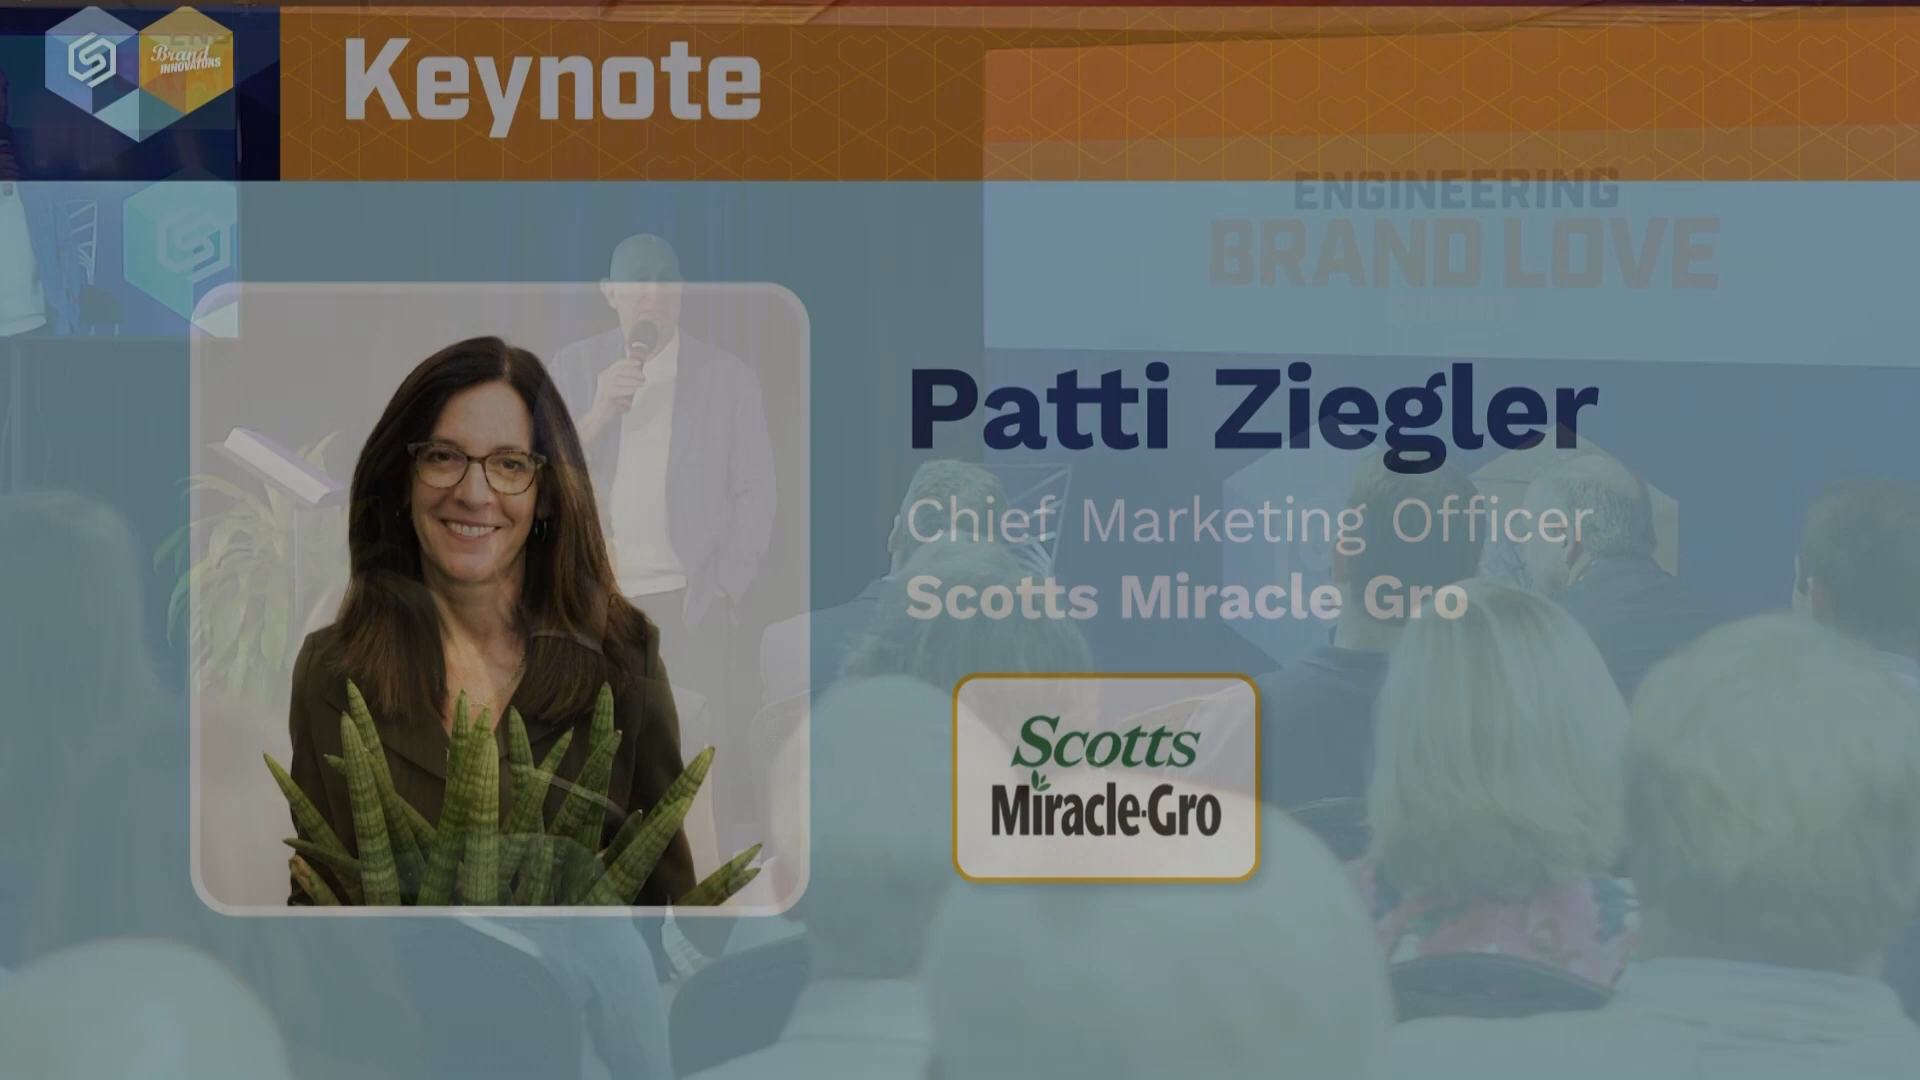 Brand
INNOVATORS
Keynote
ENGINEERING
BRAND LOVE
Patti Ziegler
Chief Marketing Officer
Scotts Miracle Gro
Scotts
Miracle-Gro